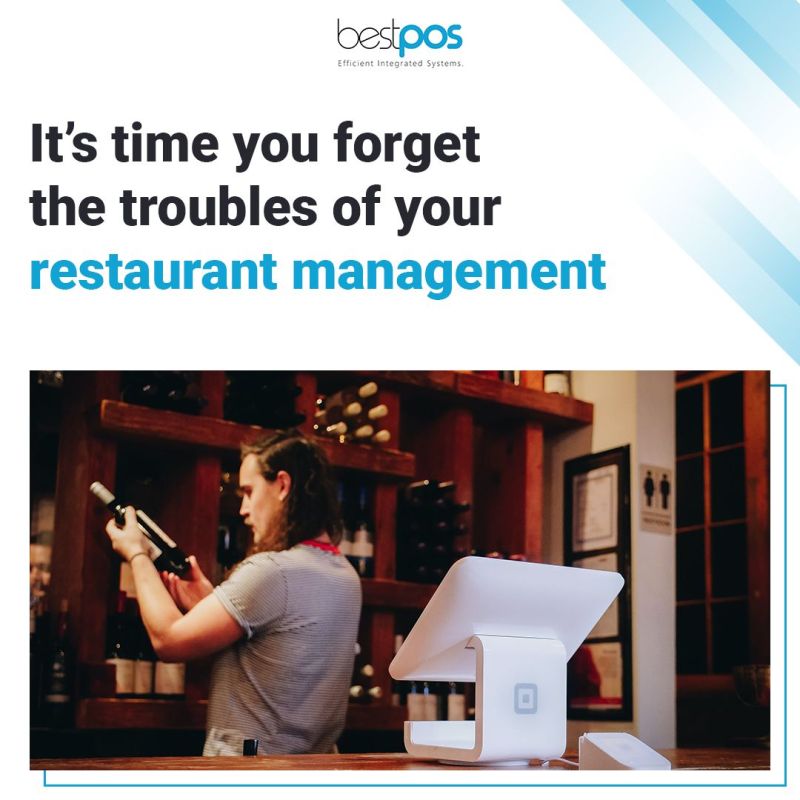 bestpos
Efficient Integrated Systems.
It’s time you forget
the troubles of your
restaurant management